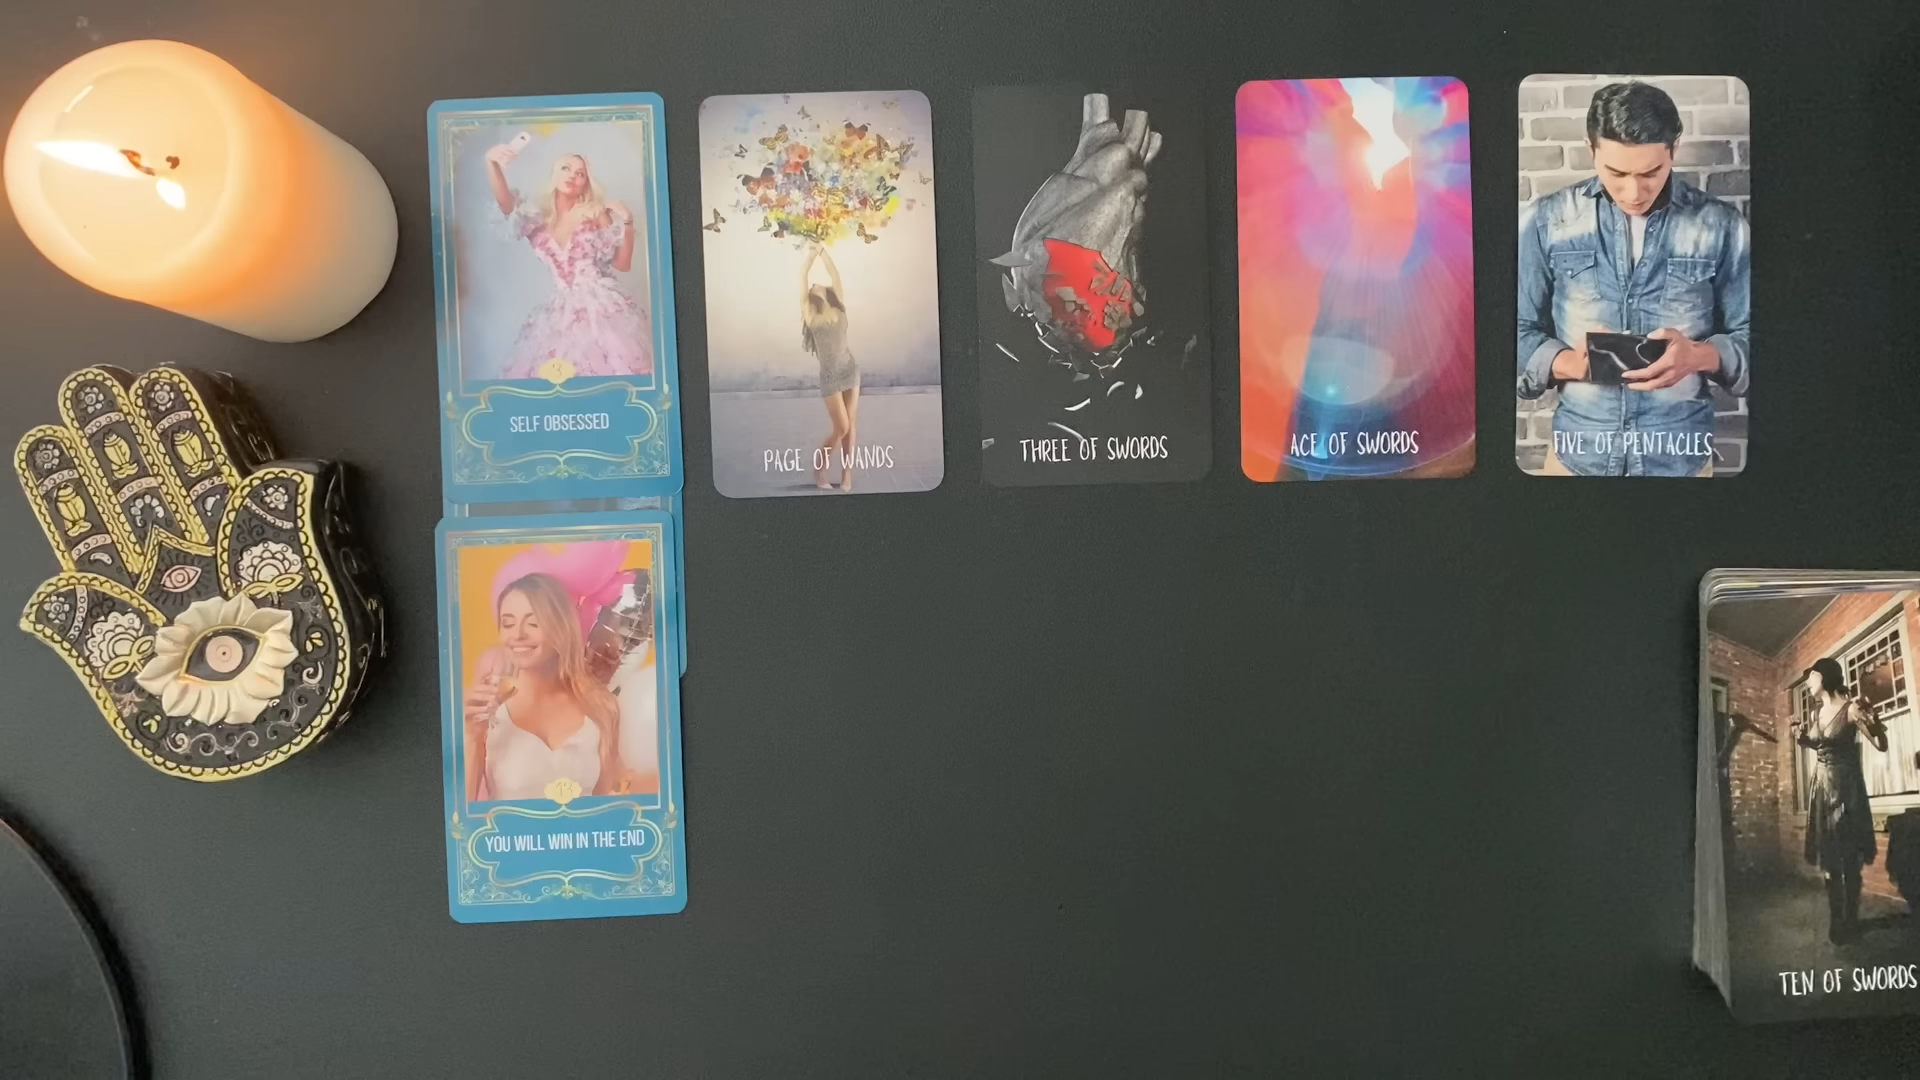 3
SELF OBSESSED
PAGE OF WANDS
THREE OF SWORDS
ACE OF SWORDS
FIVE OF PENTACLES
YOU WILL WIN IN THE END
TEN OF SWORDS